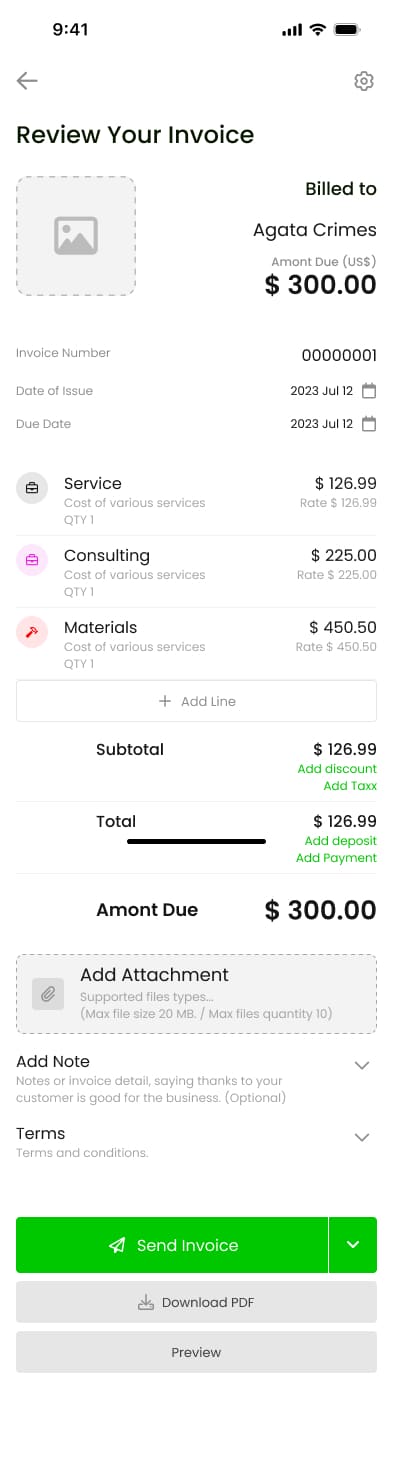 9:41
Review Your Invoice
Billed to
Agata Crimes
Amont Due (US$)
$ 300.00
Invoice Number 00000001
Date of Issue 2023 Jul 12
Due Date 2023 Jul 12
Service $ 126.99
Cost of various services Rate $ 126.99
QTY 1
Consulting $ 225.00
Cost of various services Rate $ 225.00
QTY 1
Materials $ 450.50
Cost of various services Rate $ 450.50
QTY 1
Add Line
Subtotal $ 126.99
Add discount
Add Taxx
Total $ 126.99
Add deposit
Add Payment
Amont Due $ 300.00
Add Attachment
Supported files types...
(Max file size 20 MB. / Max files quantity 10)
Add Note
Notes or invoice detail, saying thanks to your
customer is good for the business. (Optional)
Terms
Terms and conditions.
Send Invoice
Download PDF
Preview